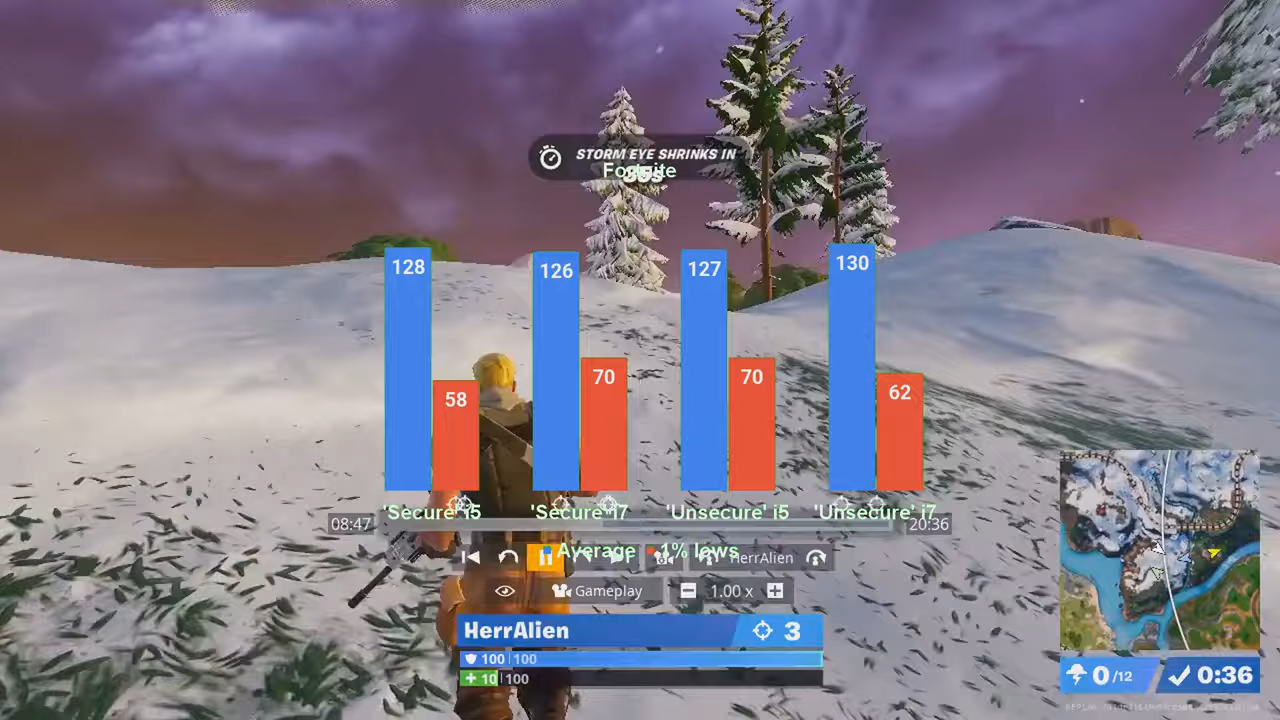 STORM EYE SHRINKS IN
Fortnite
128
126
127
130
58
70
70
62
'Secure' i5
'Secure' i7
'Unsecure' i5
'Unsecure' i7
08:47
20:36
Average
1% lows
HerrAlien
Gameplay
1.00 x
HerrAlien
3
100 | 100
10 | 100
0 /12
0:36